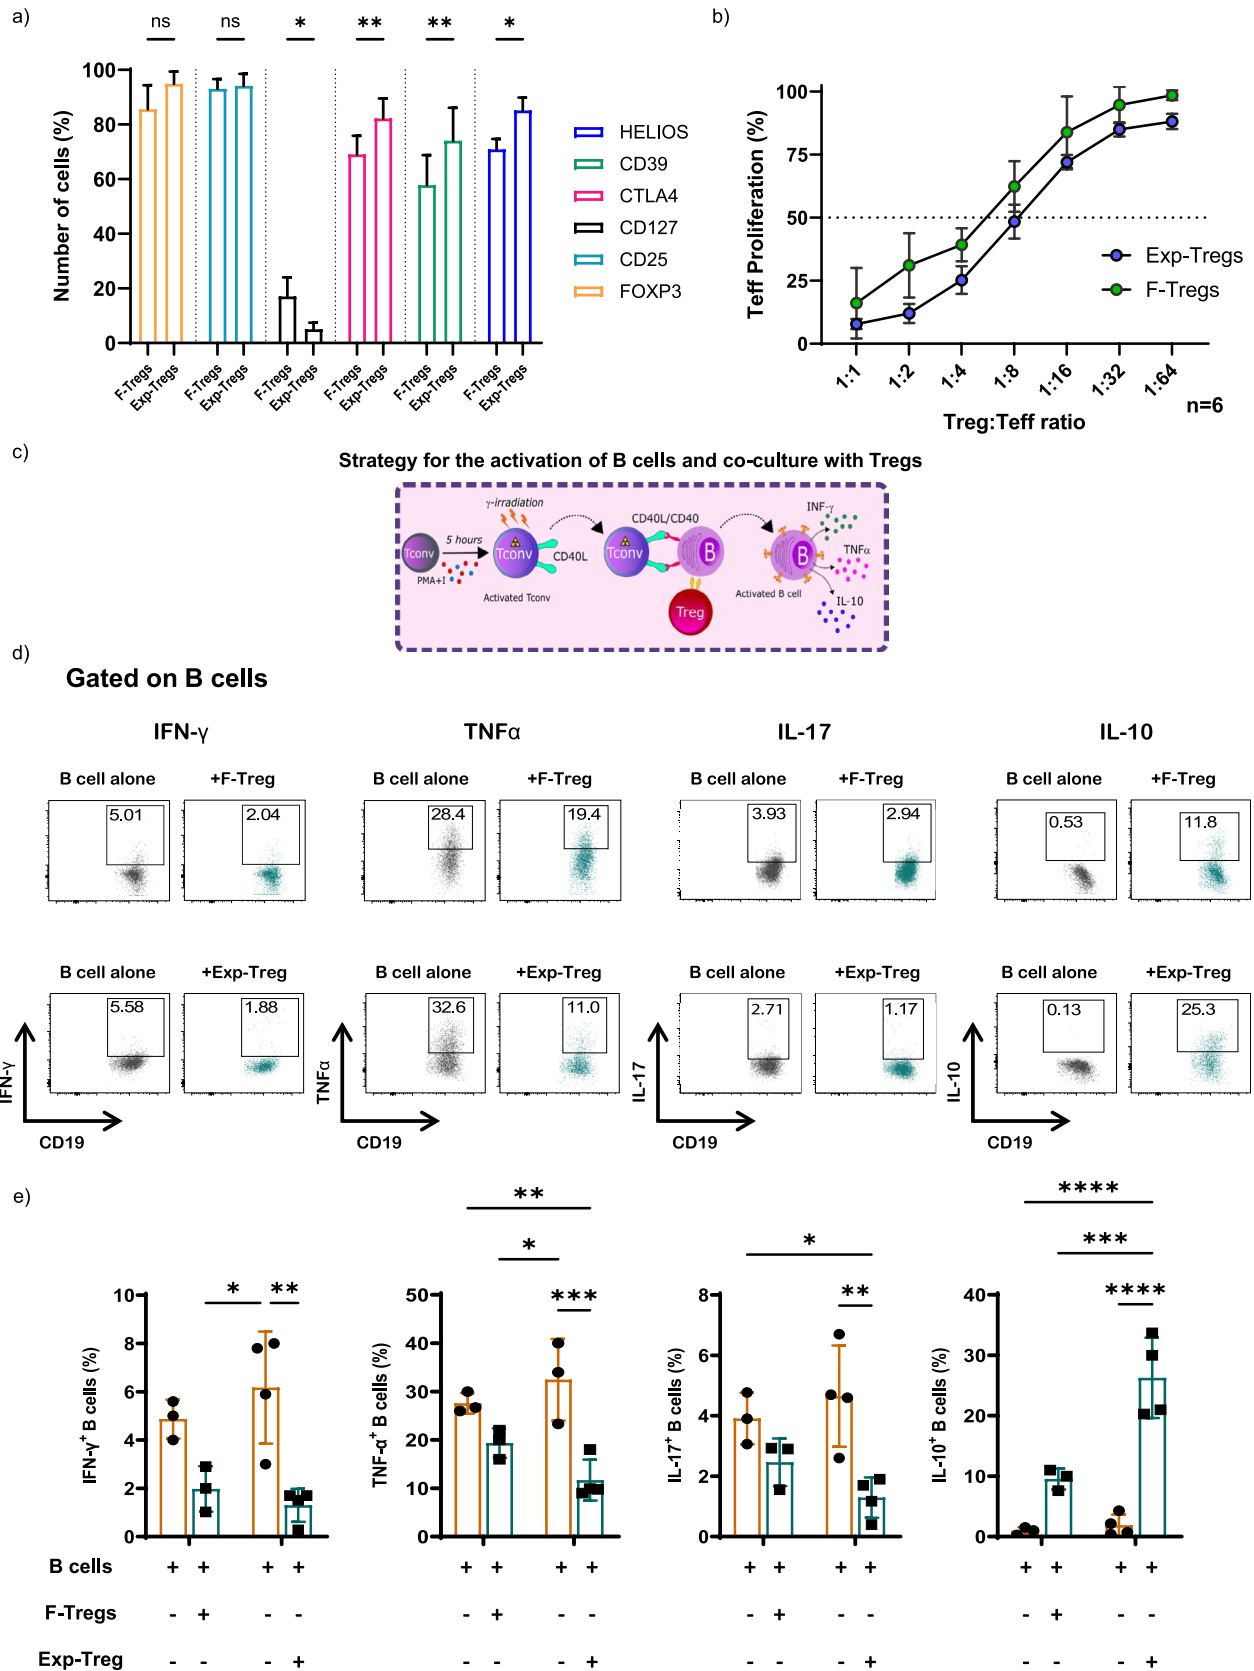 a)
ns ns * ** ** *
Number of cells (%)
100
80
60
40
20
0
F-Tregs Exp-Tregs F-Tregs Exp-Tregs F-Tregs Exp-Tregs F-Tregs Exp-Tregs F-Tregs Exp-Tregs F-Tregs Exp-Tregs
HELIOS
CD39
CTLA4
CD127
CD25
FOXP3
b)
Teff Proliferation (%)
100
75
50
25
0
Exp-Tregs
F-Tregs
1:1 1:2 1:4 1:8 1:16 1:32 1:64
n=6
Treg:Teff ratio
c)
Strategy for the activation of B cells and co-culture with Tregs
γ-irradiation
5 hours
Tconv
PMA+I
Tconv
CD40L
Activated Tconv
CD40L/CD40
Tconv
B
Treg
B
Activated B cell
INF-γ
TNFα
IL-10
d)
Gated on B cells
IFN-γ TNFα IL-17 IL-10
B cell alone +F-Treg B cell alone +F-Treg B cell alone +F-Treg B cell alone +F-Treg
5.01 2.04 28.4 19.4 3.93 2.94 0.53 11.8
B cell alone +Exp-Treg B cell alone +Exp-Treg B cell alone +Exp-Treg B cell alone +Exp-Treg
5.58 1.88 32.6 11.0 2.71 1.17 0.13 25.3
IFN-γ TNFα IL-17 IL-10
CD19 CD19 CD19 CD19
e)
IFN-γ+ B cells (%)
10
8
6
4
2
0
* **
TNF-α+ B cells (%)
50
40
30
20
10
0
**
*
***
IL-17+ B cells (%)
8
6
4
2
0
*
**
IL-10+ B cells (%)
40
30
20
10
0
****
***
****
B cells + + + + + + + + + + + + + + + +
F-Tregs - + - - - + - - - + - - - + - -
Exp-Treg - - - + - - - + - - - + - - - +